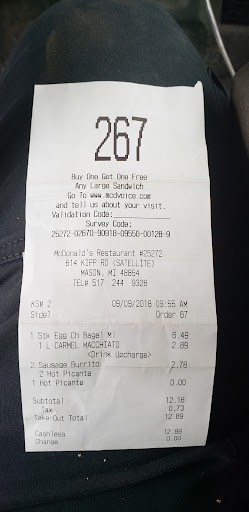 267
Buy One Get One Free
Any Large Sandwich
Go To www.mcdvoice.com
and tell us about your visit.
Validation Code:
Survey Code:
25272-02670-90918-09550-00128-9
McDonald's Restaurant #25272
614 KIPP RD (SATELLITE)
MASON, MI 48854
TEL# 517 244 9328
KS# 2 09/09/2018 09:55 AM
Side1 Order 67
1 Stk Egg Ch Bagel Ml 6.49
1 L CARMEL MACCHIATO 2.89
<Drink Upcharge>
2 Sausage Burrito 2.78
2 Hot Picante
1 Hot Picante 0.00
Subtotal 12.16
Tax 0.73
Take-Out Total 12.89
Cashless 12.89
Change 0.00